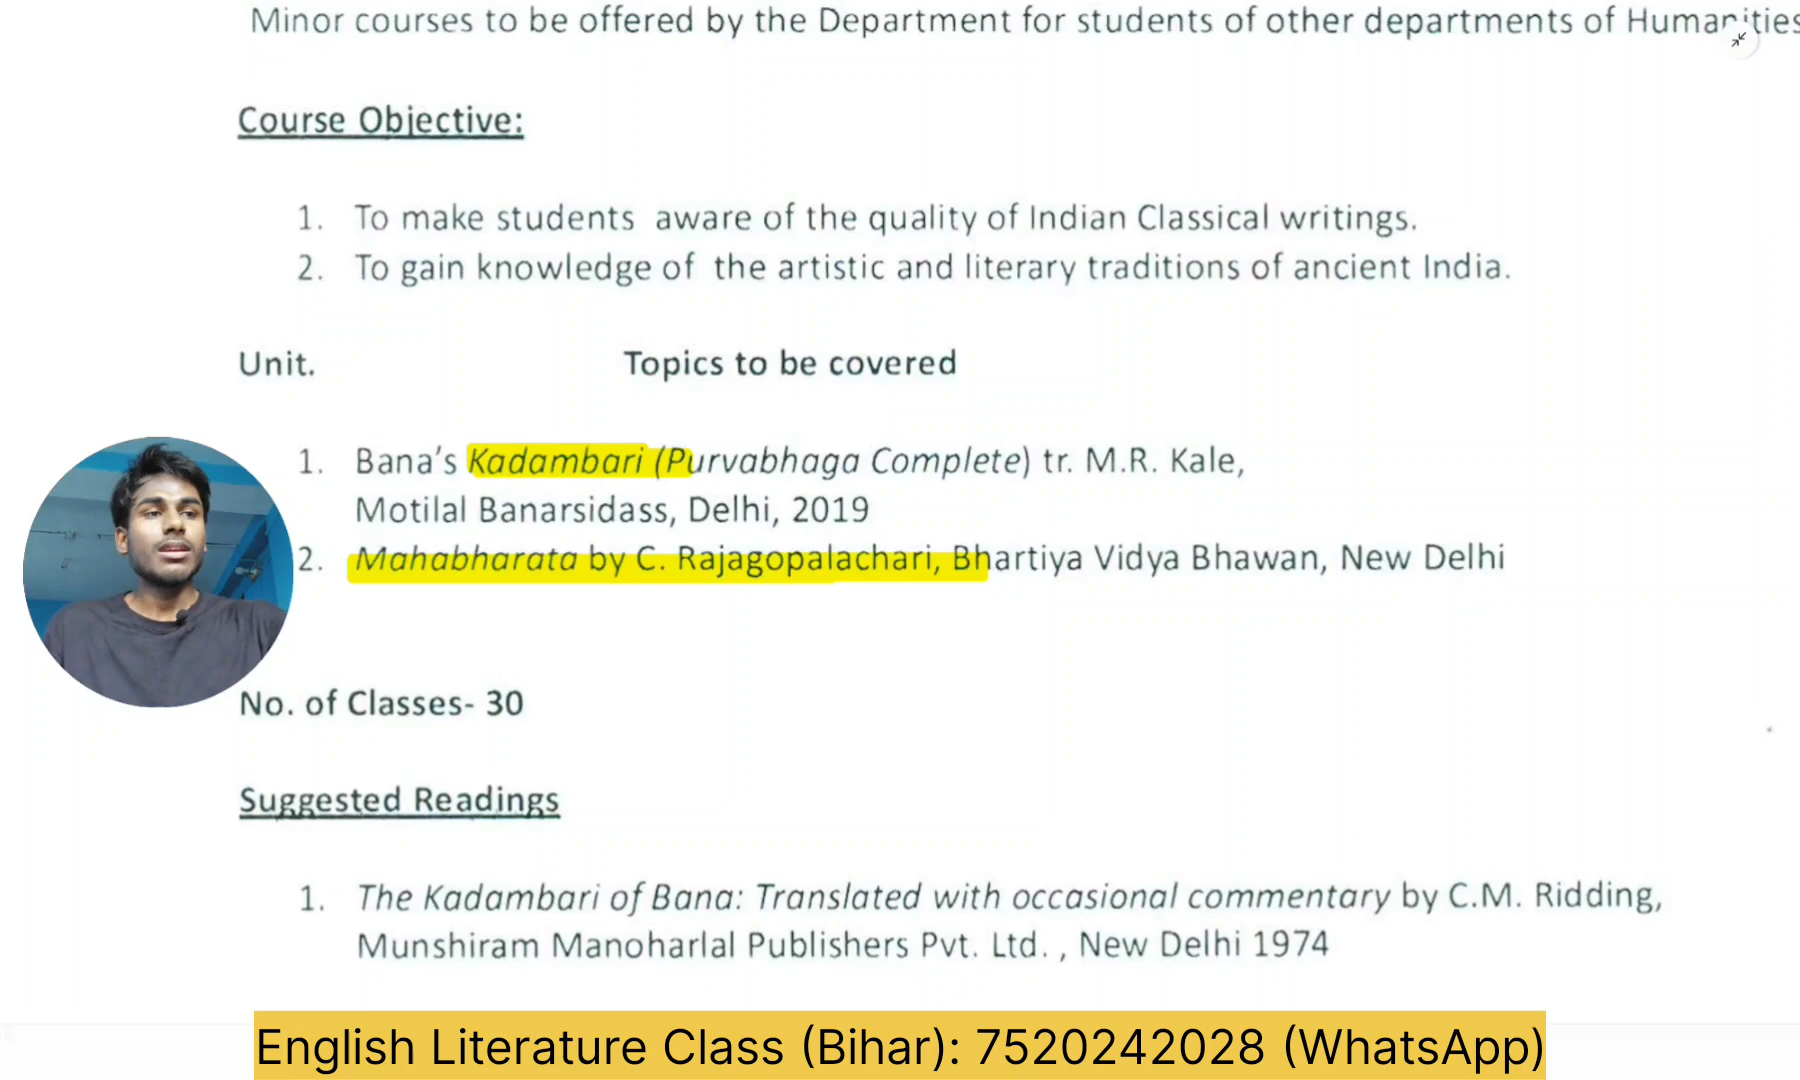 Minor courses to be offered by the Department for students of other departments of Humanities
Course Objective:
1. To make students aware of the quality of Indian Classical writings.
2. To gain knowledge of the artistic and literary traditions of ancient India.
Unit. Topics to be covered
1. Bana's Kadambari (Purvabhaga Complete) tr. M.R. Kale,
Motilal Banarsidass, Delhi, 2019
2. Mahabharata by C. Rajagopalachari, Bhartiya Vidya Bhawan, New Delhi
No. of Classes- 30
Suggested Readings
1. The Kadambari of Bana: Translated with occasional commentary by C.M. Ridding,
Munshiram Manoharlal Publishers Pvt. Ltd. , New Delhi 1974
English Literature Class (Bihar): 7520242028 (WhatsApp)